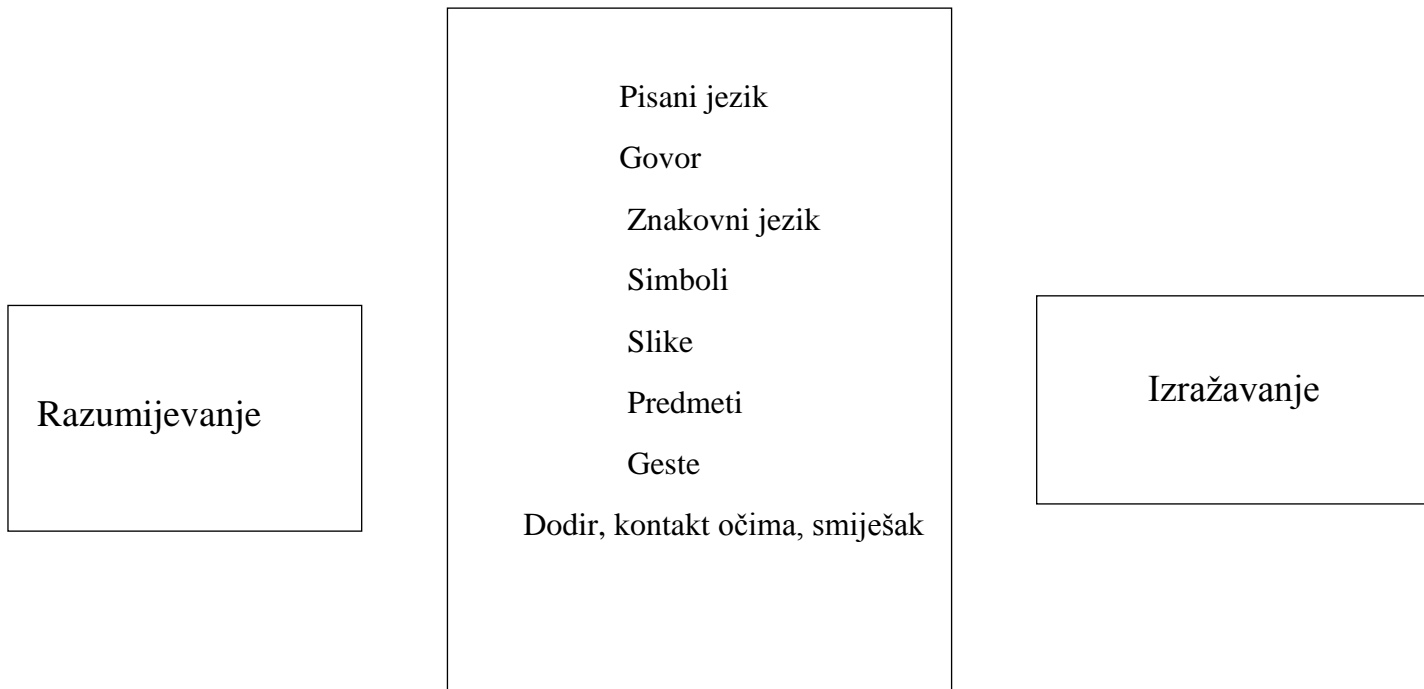 Razumijevanje
Pisani jezik
Govor
Znakovni jezik
Simboli
Slike
Predmeti
Geste
Dodir, kontakt očima, smiješak
Izražavanje